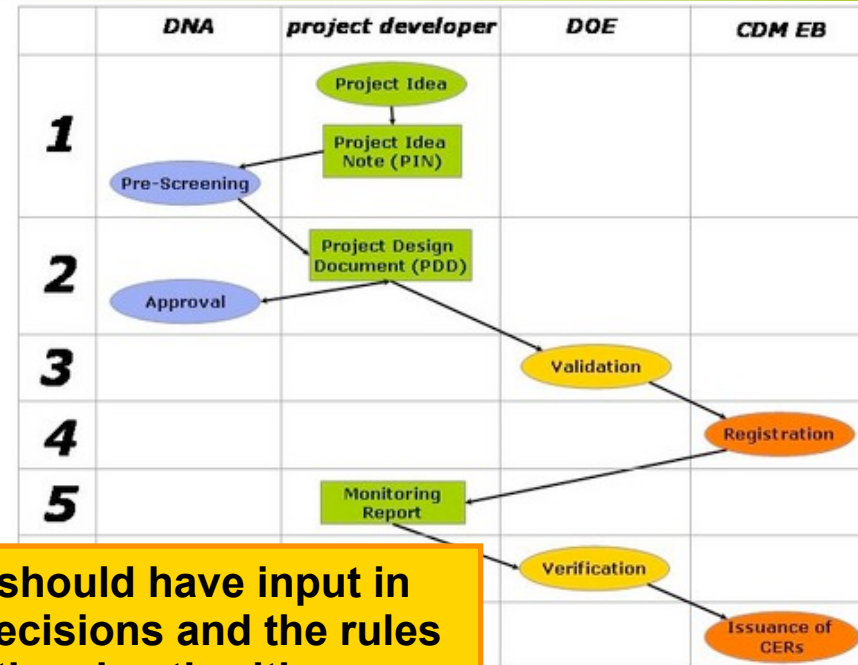 DNA project developer DOE CDM EB
1
Project Idea
Project Idea
Note (PIN)
Pre-Screening
2
Project Design
Document (PDD)
Approval
3
Validation
4
Registration
5
Monitoring
Report
should have input in
ecisions and the rules
Verification
Issuance of
CERs